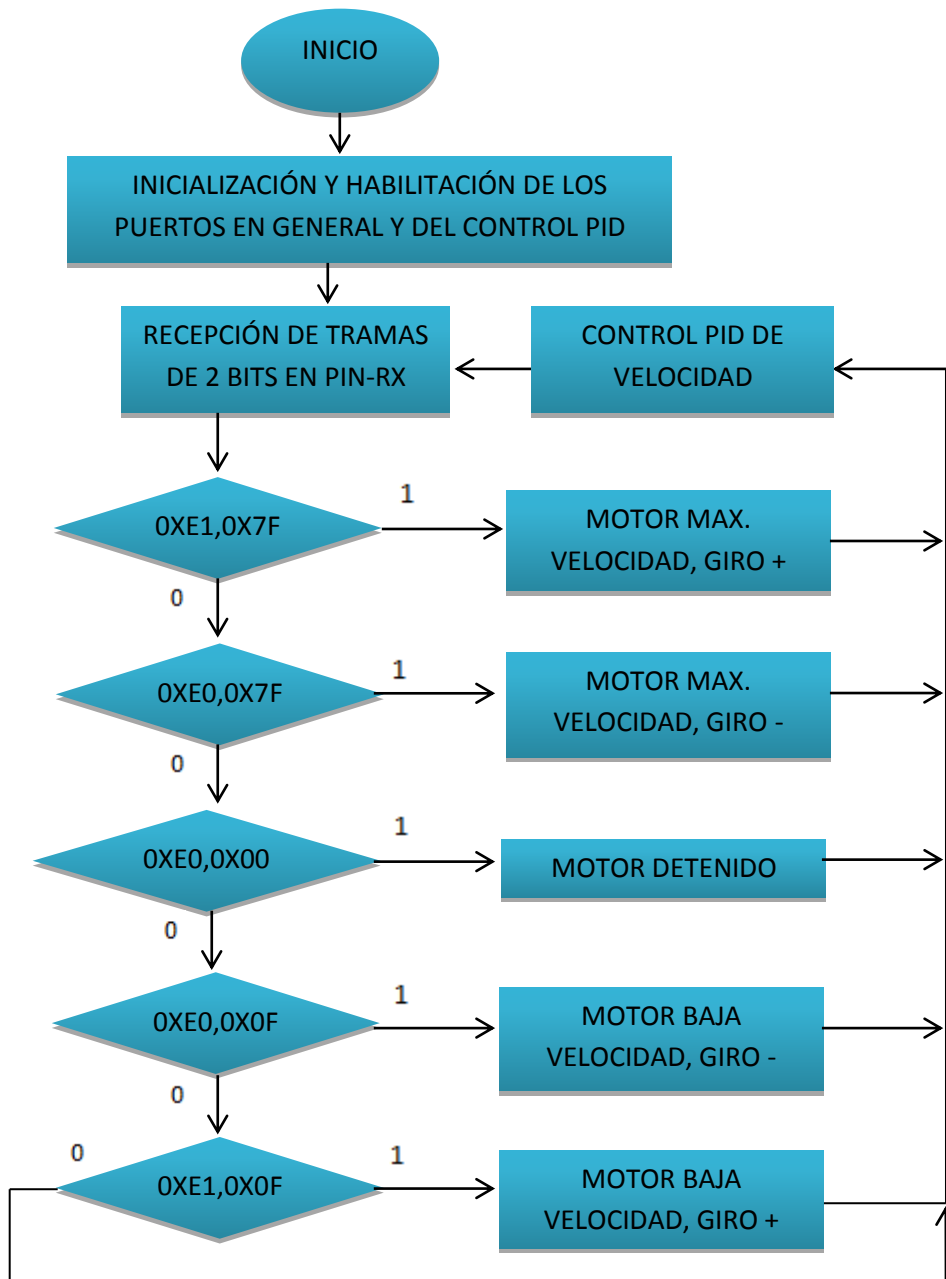 INICIO
INICIALIZACIÓN Y HABILITACIÓN DE LOS
PUERTOS EN GENERAL Y DEL CONTROL PID
RECEPCIÓN DE TRAMAS
DE 2 BITS EN PIN-RX
CONTROL PID DE
VELOCIDAD
0XE1,0X7F
1
MOTOR MAX.
VELOCIDAD, GIRO +
0
0XE0,0X7F
1
MOTOR MAX.
VELOCIDAD, GIRO -
0
0XE0,0X00
1
MOTOR DETENIDO
0
0XE0,0X0F
1
MOTOR BAJA
VELOCIDAD, GIRO -
0
0
0XE1,0X0F
1
MOTOR BAJA
VELOCIDAD, GIRO +